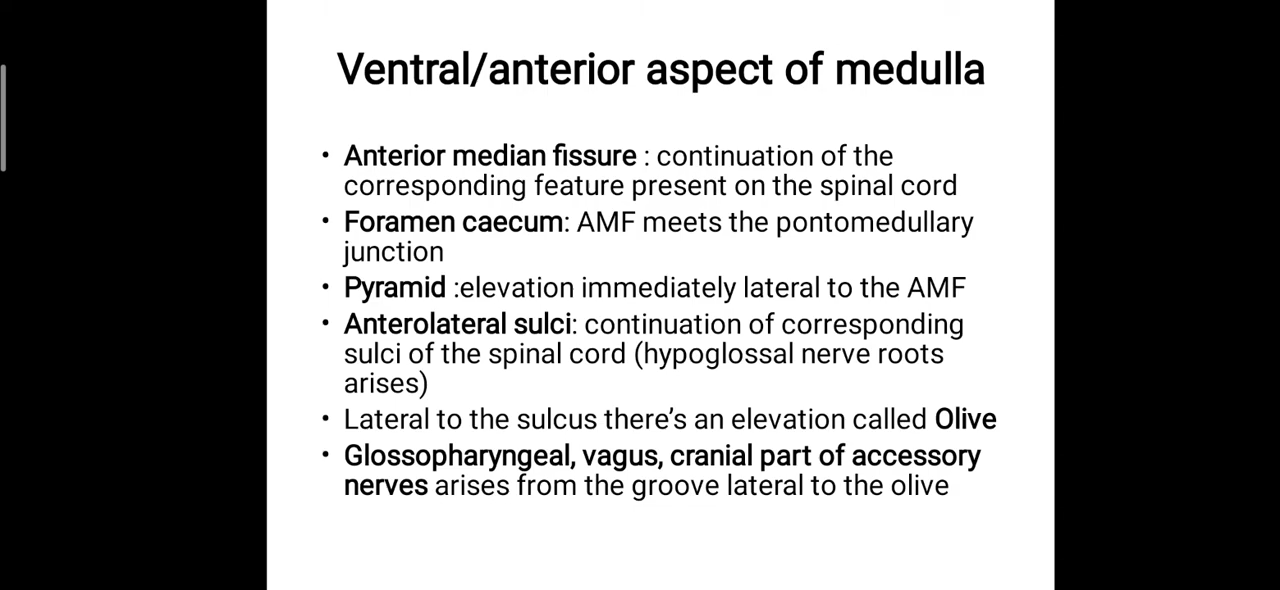 Ventral/anterior aspect of medulla
• Anterior median fissure : continuation of the
corresponding feature present on the spinal cord
• Foramen caecum: AMF meets the pontomedullary
junction
• Pyramid :elevation immediately lateral to the AMF
• Anterolateral sulci: continuation of corresponding
sulci of the spinal cord (hypoglossal nerve roots
arises)
• Lateral to the sulcus there’s an elevation called Olive
• Glossopharyngeal, vagus, cranial part of accessory
nerves arises from the groove lateral to the olive